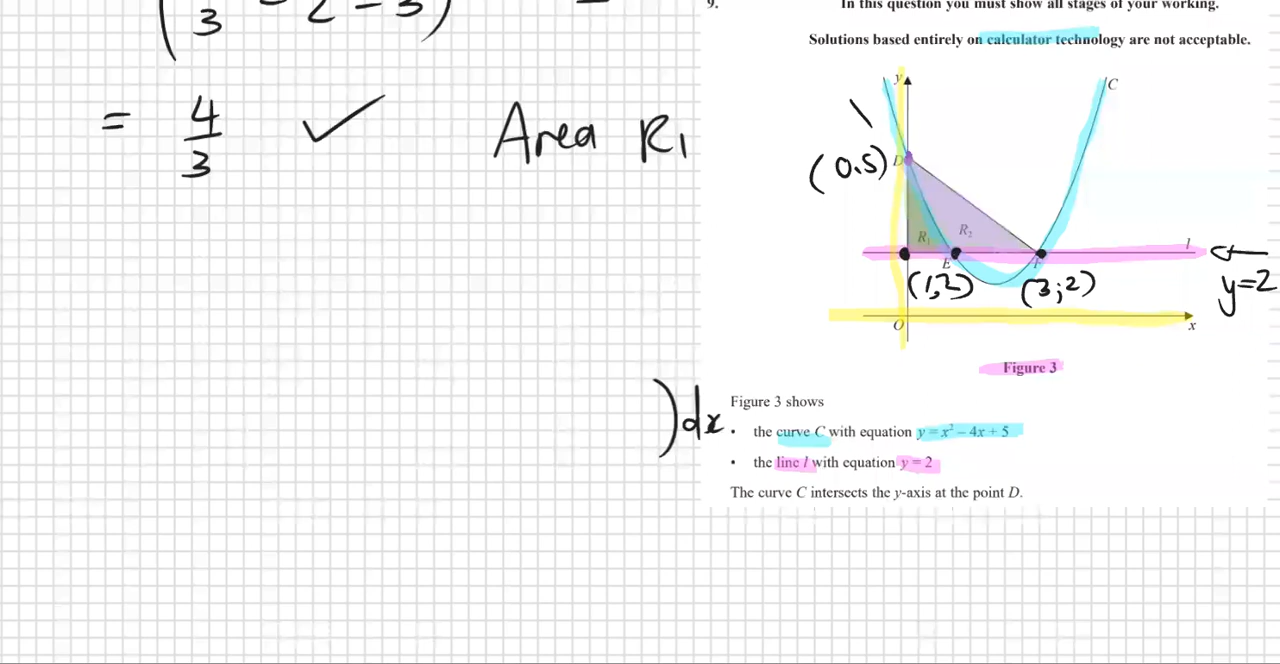 3 2 - 3)
= 4/3 ✓ Area R1
)dx
9. In this question you must show all stages of your working.
Solutions based entirely on calculator technology are not acceptable.
y
C
(0.5) D
R₁ R₂
E F l
(1,2) (3;2) y=2
O x
Figure 3
Figure 3 shows
• the curve C with equation y = x² – 4x + 5
• the line l with equation y = 2
The curve C intersects the y-axis at the point D.